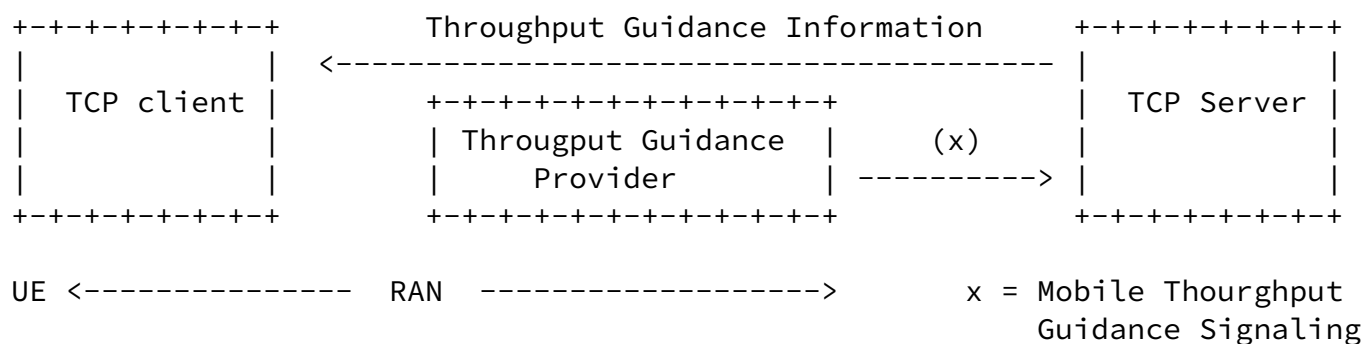 Throughput Guidance Information
TCP client
TCP Server
Througput Guidance
Provider
(x)
UE
RAN
x = Mobile Thourghput
Guidance Signaling